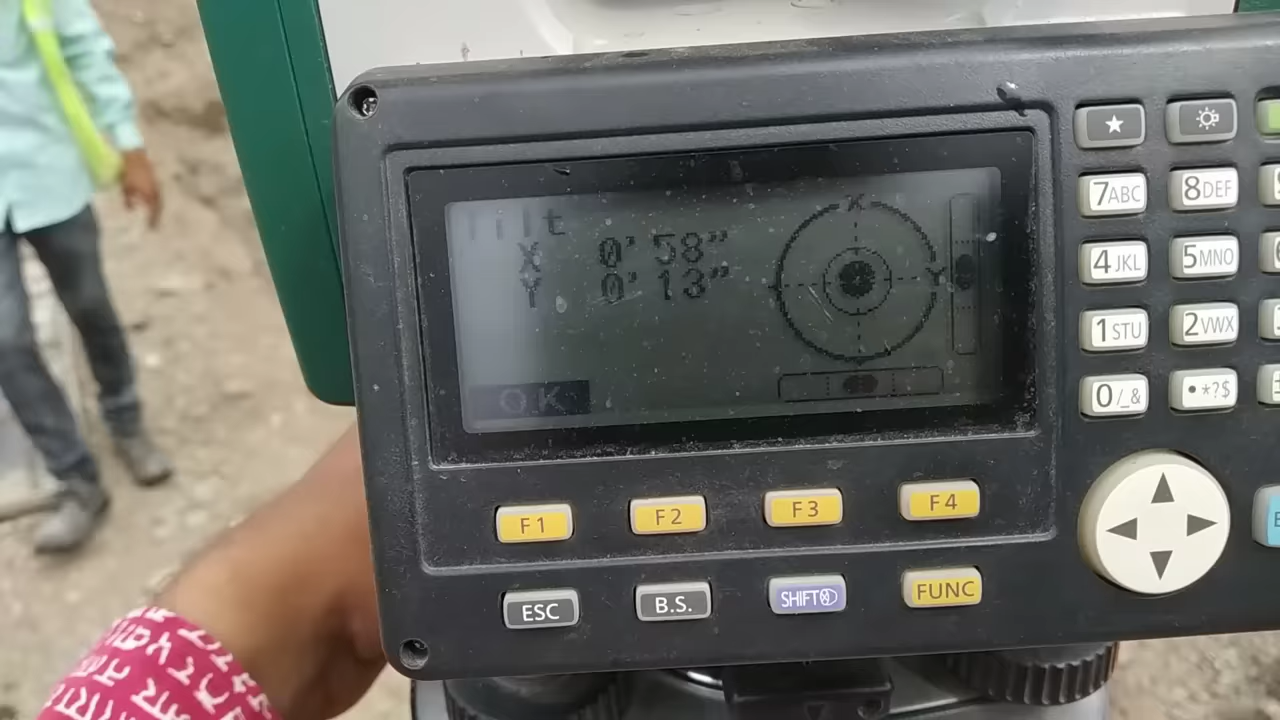 Tilt
X 0'58"
Y 0'13"
X
Y
OK
★
7ABC 8DEF
4JKL 5MNO
1STU 2VWX
0/_& •*?$
F1 F2 F3 F4
ESC B.S. SHIFT FUNC